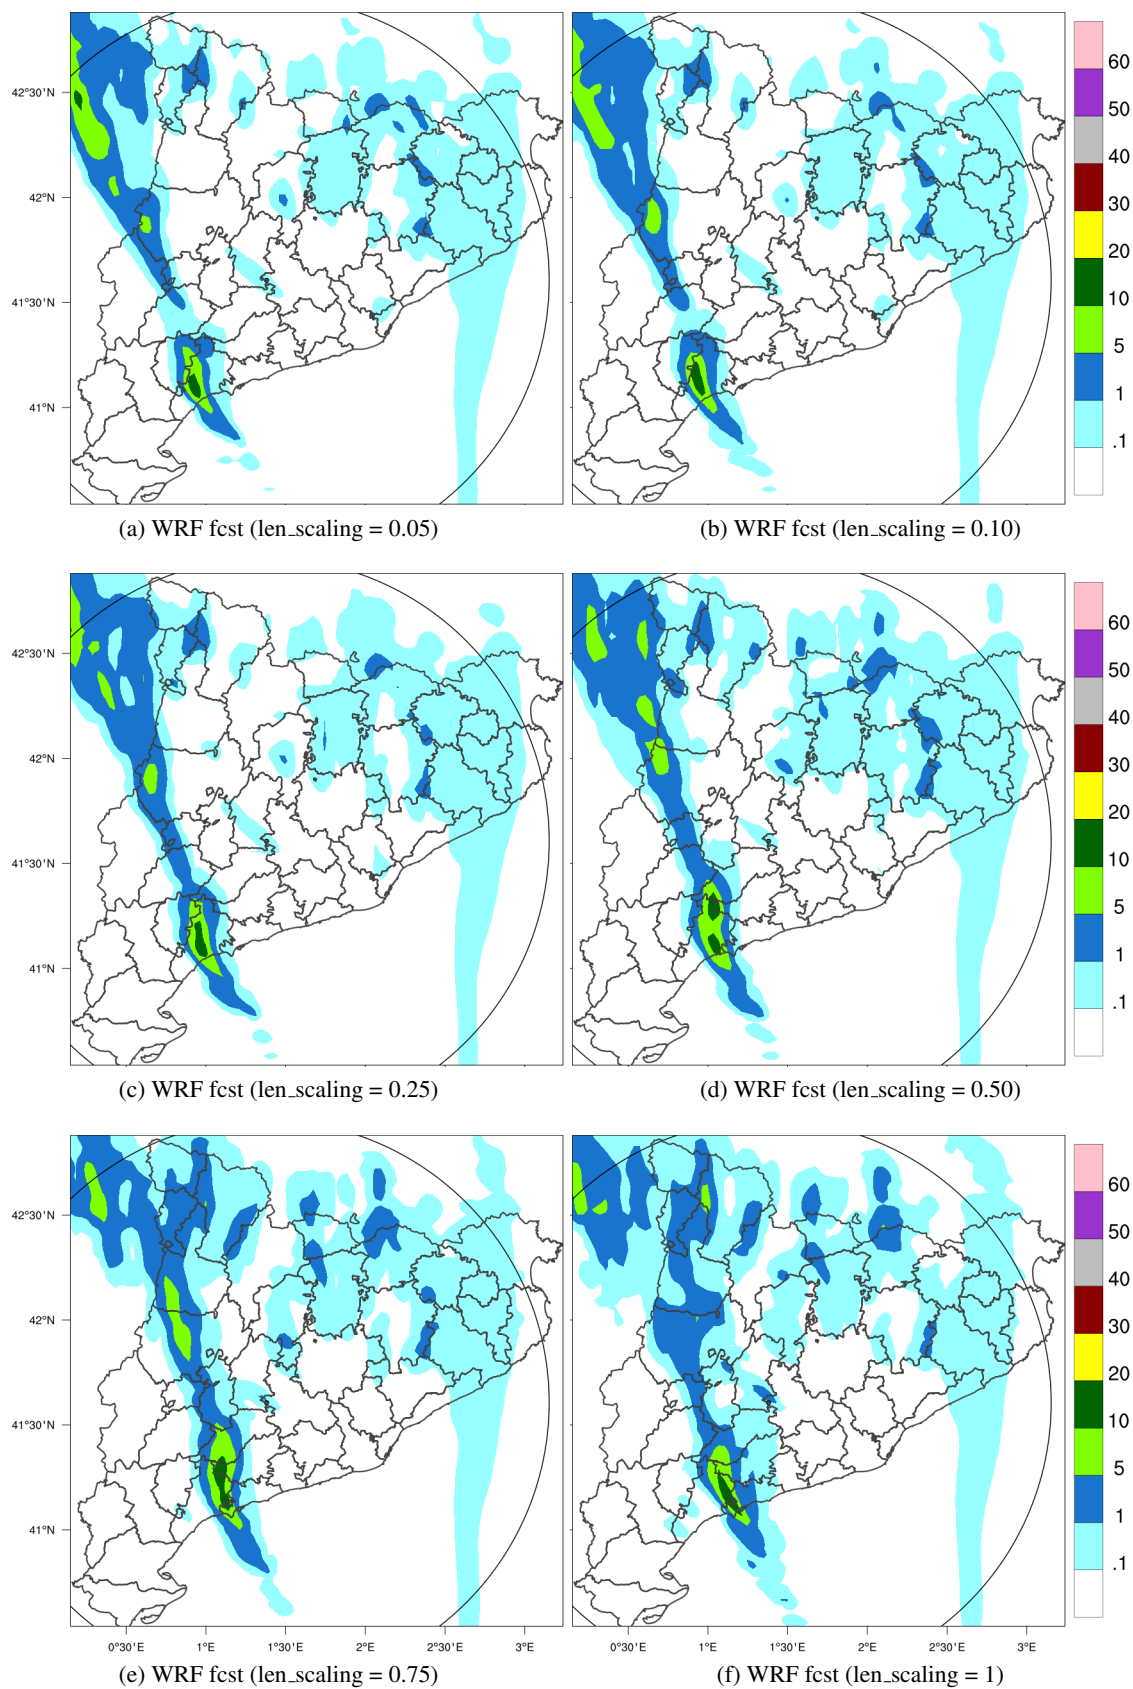 42°30'N
42°N
41°30'N
41°N
60
50
40
30
20
10
5
1
.1
(a) WRF fcst (len_scaling = 0.05)
(b) WRF fcst (len_scaling = 0.10)
42°30'N
42°N
41°30'N
41°N
60
50
40
30
20
10
5
1
.1
(c) WRF fcst (len_scaling = 0.25)
(d) WRF fcst (len_scaling = 0.50)
42°30'N
42°N
41°30'N
41°N
60
50
40
30
20
10
5
1
.1
0°30'E 1°E 1°30'E 2°E 2°30'E 3°E
0°30'E 1°E 1°30'E 2°E 2°30'E 3°E
(e) WRF fcst (len_scaling = 0.75)
(f) WRF fcst (len_scaling = 1)